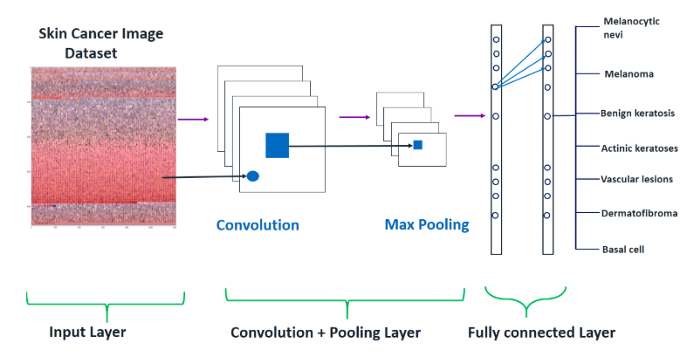 Skin Cancer Image
Dataset
Convolution
Max Pooling
Melanocytic
nevi
Melanoma
Benign keratosis
Actinic keratoses
Vascular lesions
Dermatofibroma
Basal cell
Input Layer
Convolution + Pooling Layer
Fully connected Layer